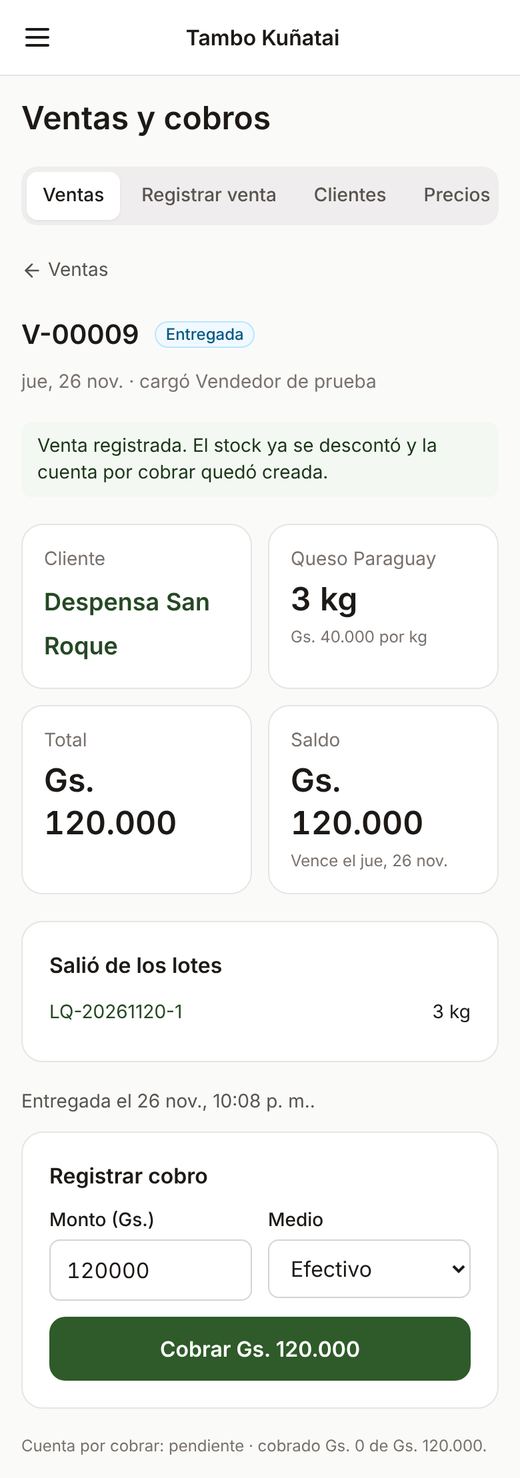 Tambo Kuñatai
Ventas y cobros
Ventas
Registrar venta
Clientes
Precios
← Ventas
V-00009
Entregada
jue, 26 nov. · cargó Vendedor de prueba
Venta registrada. El stock ya se descontó y la
cuenta por cobrar quedó creada.
Cliente
Despensa San
Roque
Queso Paraguay
3 kg
Gs. 40.000 por kg
Total
Gs.
120.000
Saldo
Gs.
120.000
Vence el jue, 26 nov.
Salió de los lotes
LQ-20261120-1
3 kg
Entregada el 26 nov., 10:08 p. m..
Registrar cobro
Monto (Gs.)
Medio
120000
Efectivo
Cobrar Gs. 120.000
Cuenta por cobrar: pendiente · cobrado Gs. 0 de Gs. 120.000.